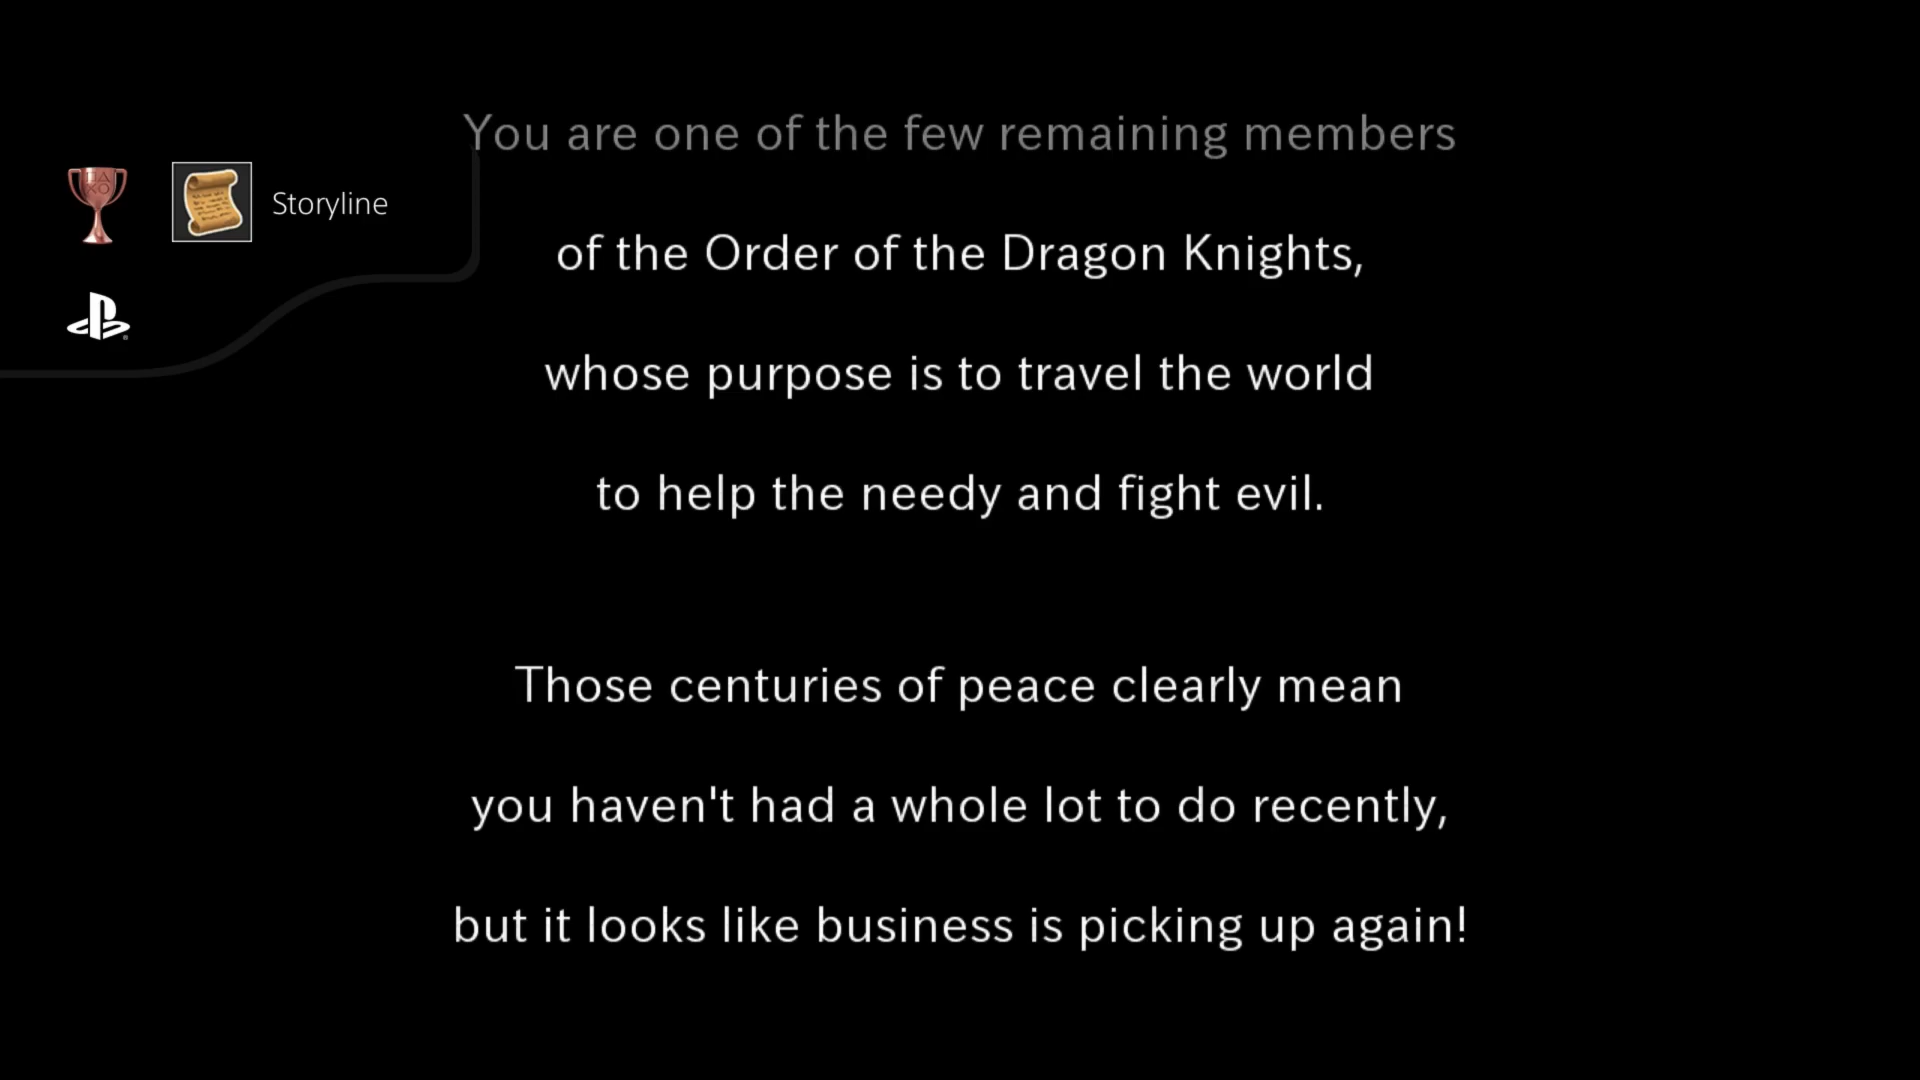 You are one of the few remaining members
Storyline
of the Order of the Dragon Knights,
whose purpose is to travel the world
to help the needy and fight evil.
Those centuries of peace clearly mean
you haven't had a whole lot to do recently,
but it looks like business is picking up again!